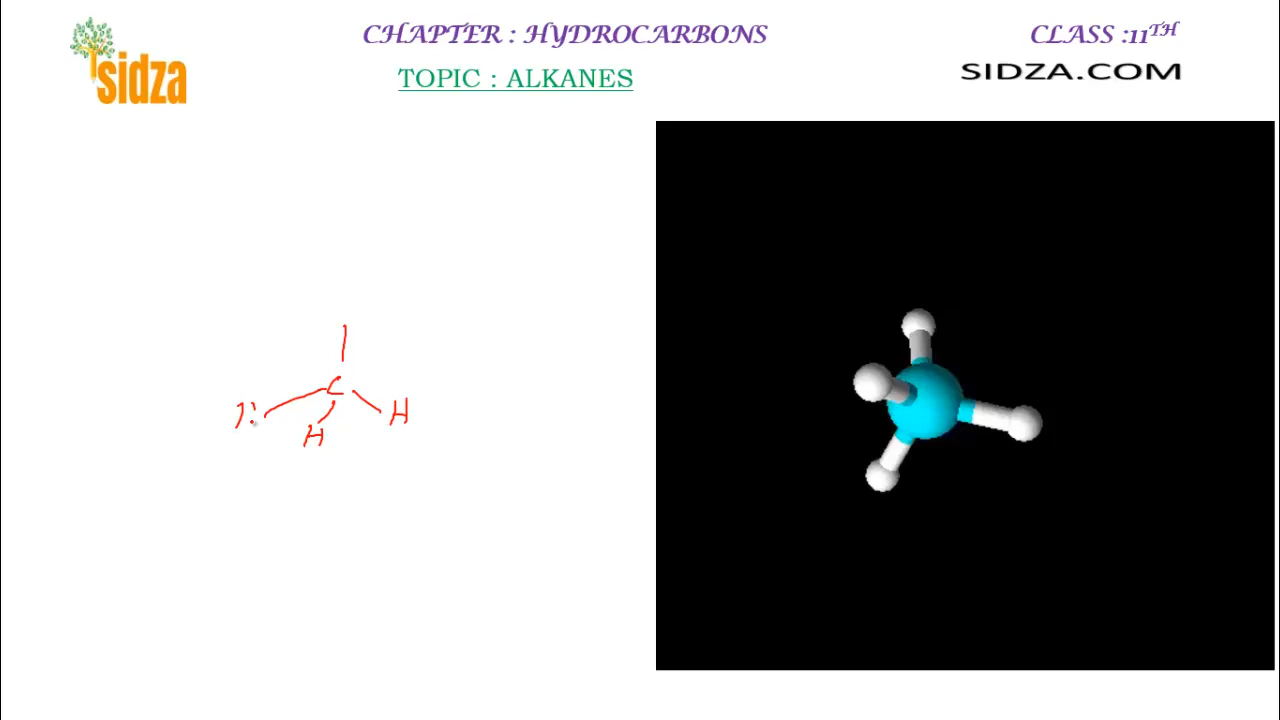 CHAPTER : HYDROCARBONS
CLASS :11TH
sidza
TOPIC : ALKANES
SIDZA.COM
C
H
H